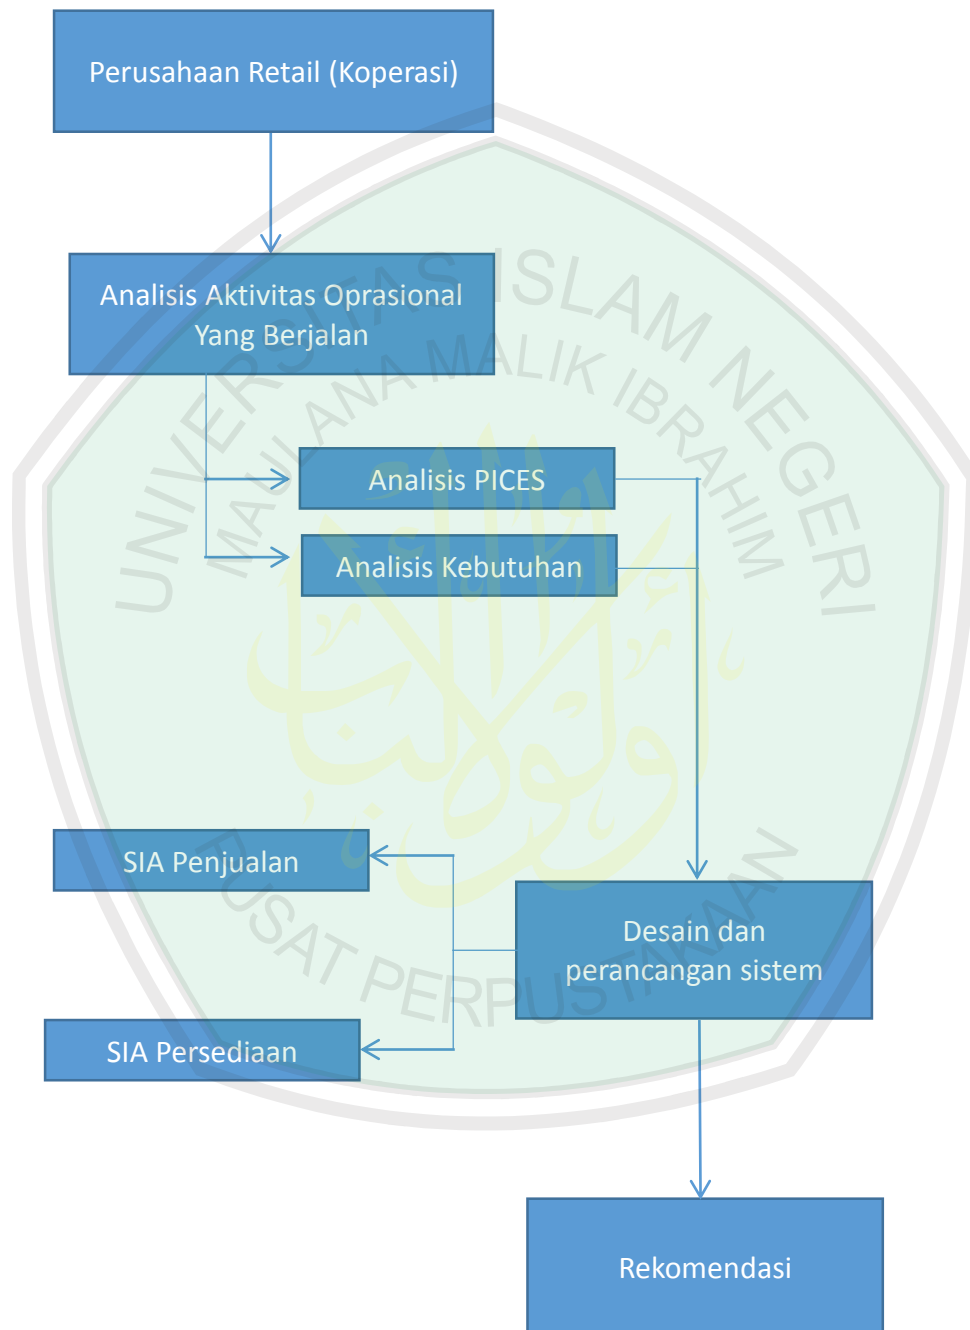 Perusahaan Retail (Koperasi)
Analisis Aktivitas Oprasional
Yang Berjalan
Analisis PICES
Analisis Kebutuhan
SIA Penjualan
Desain dan
perancangan sistem
SIA Persediaan
Rekomendasi
UNIVERSITAS ISLAM NEGERI
MAULANA MALIK IBRAHIM
PUSAT PERPUSTAKAAN